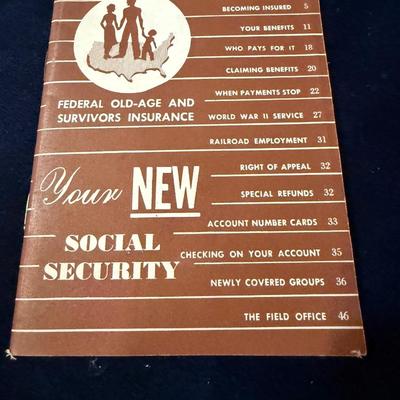 BECOMING INSURED 5
YOUR BENEFITS 11
WHO PAYS FOR IT 18
CLAIMING BENEFITS 20
WHEN PAYMENTS STOP 22
WORLD WAR II SERVICE 27
RAILROAD EMPLOYMENT 31
RIGHT OF APPEAL 32
SPECIAL REFUNDS 32
ACCOUNT NUMBER CARDS 33
CHECKING ON YOUR ACCOUNT 35
NEWLY COVERED GROUPS 36
THE FIELD OFFICE 46
FEDERAL OLD-AGE AND
SURVIVORS INSURANCE
Your NEW
SOCIAL
SECURITY